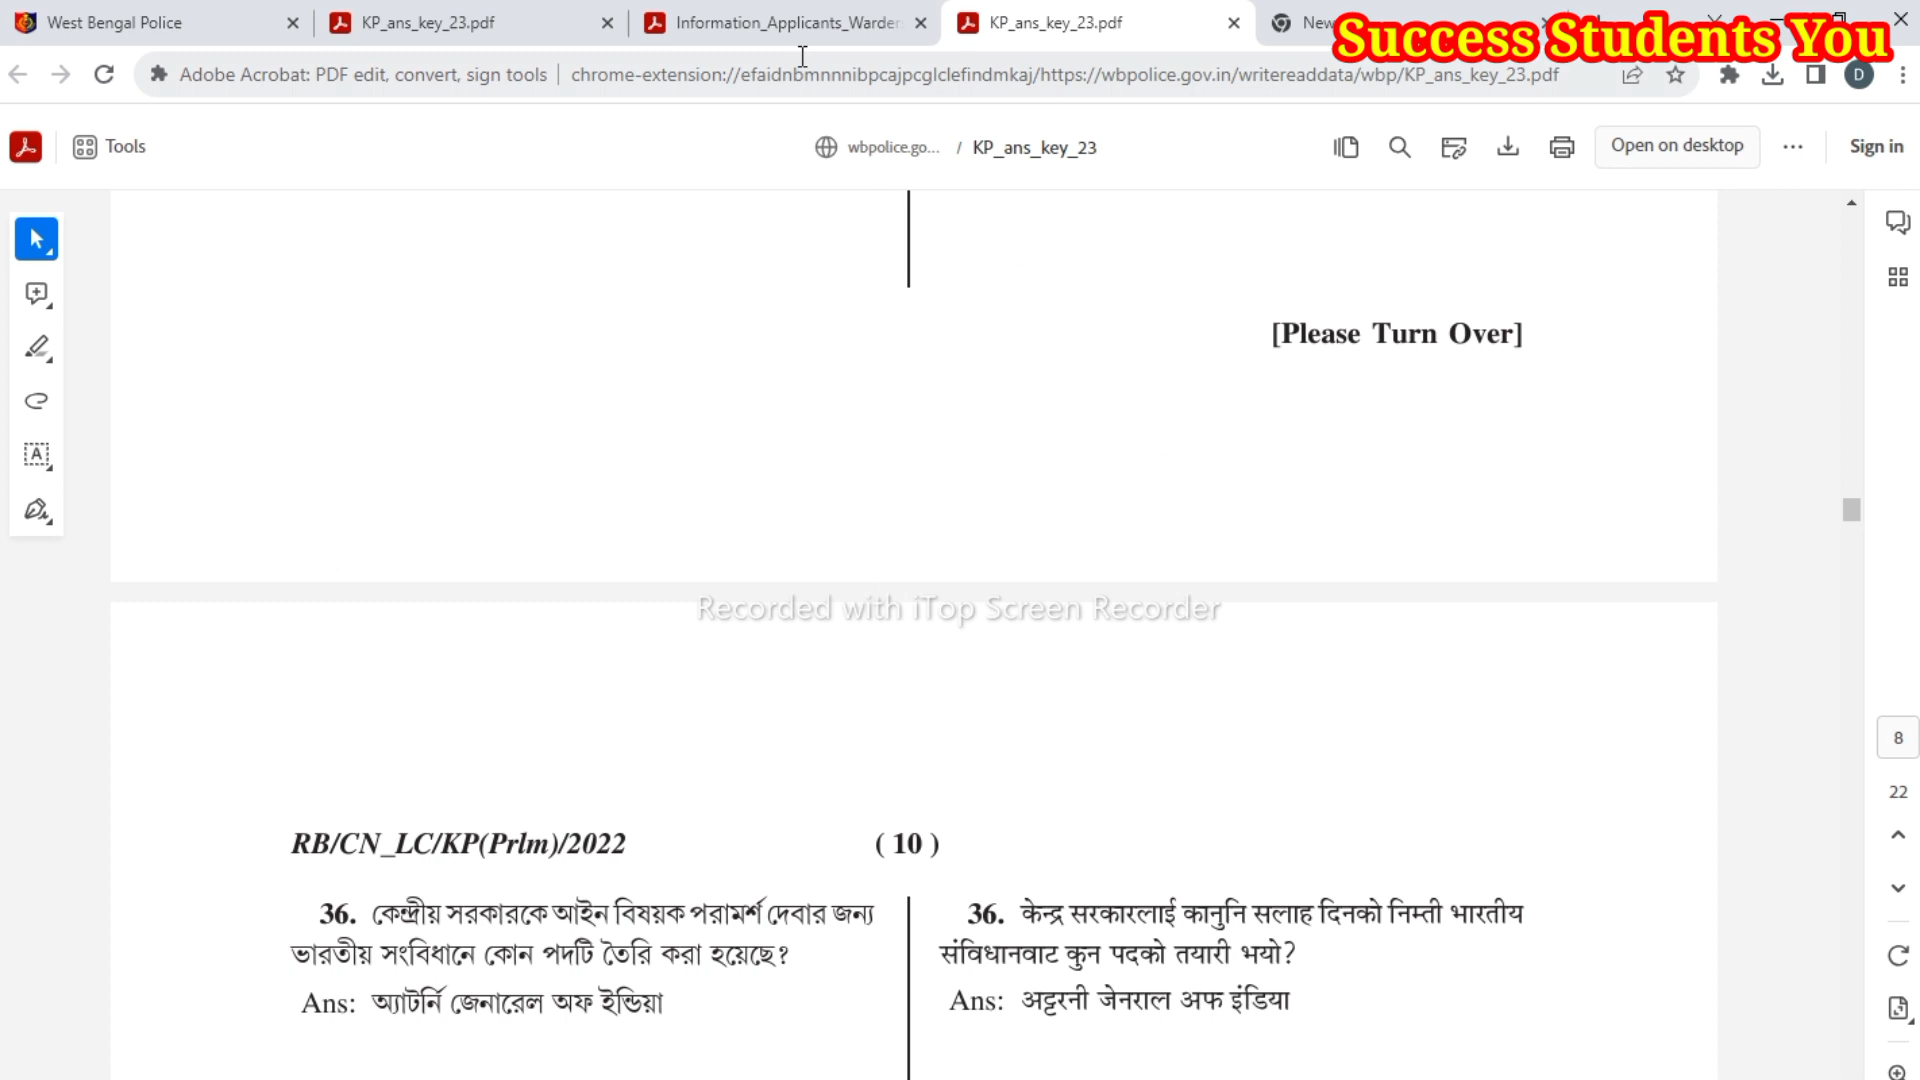 West Bengal Police
KP_ans_key_23.pdf
Information_Applicants_Warder
KP_ans_key_23.pdf
New
Success Students You
Adobe Acrobat: PDF edit, convert, sign tools
chrome-extension://efaidnbmnnnibpcajpcglclefindmkaj/https://wbpolice.gov.in/writereaddata/wbp/KP_ans_key_23.pdf
D
Tools
wbpolice.go... / KP_ans_key_23
Open on desktop
Sign in
[Please Turn Over]
Recorded with iTop Screen Recorder
8
22
RB/CN_LC/KP(Prlm)/2022
( 10 )
36. কেন্দ্রীয় সরকারকে আইন বিষয়ক পরামর্শ দেবার জন্য
ভারতীয় সংবিধানে কোন পদটি তৈরি করা হয়েছে?
Ans: অ্যাটর্নি জেনারেল অফ ইন্ডিয়া
36. केन्द्र सरकारलाई कानुनि सलाह दिनको निम्ती भारतीय
संविधानवाट कुन पदको तयारी भयो?
Ans: अट्टरनी जेनराल अफ इंडिया